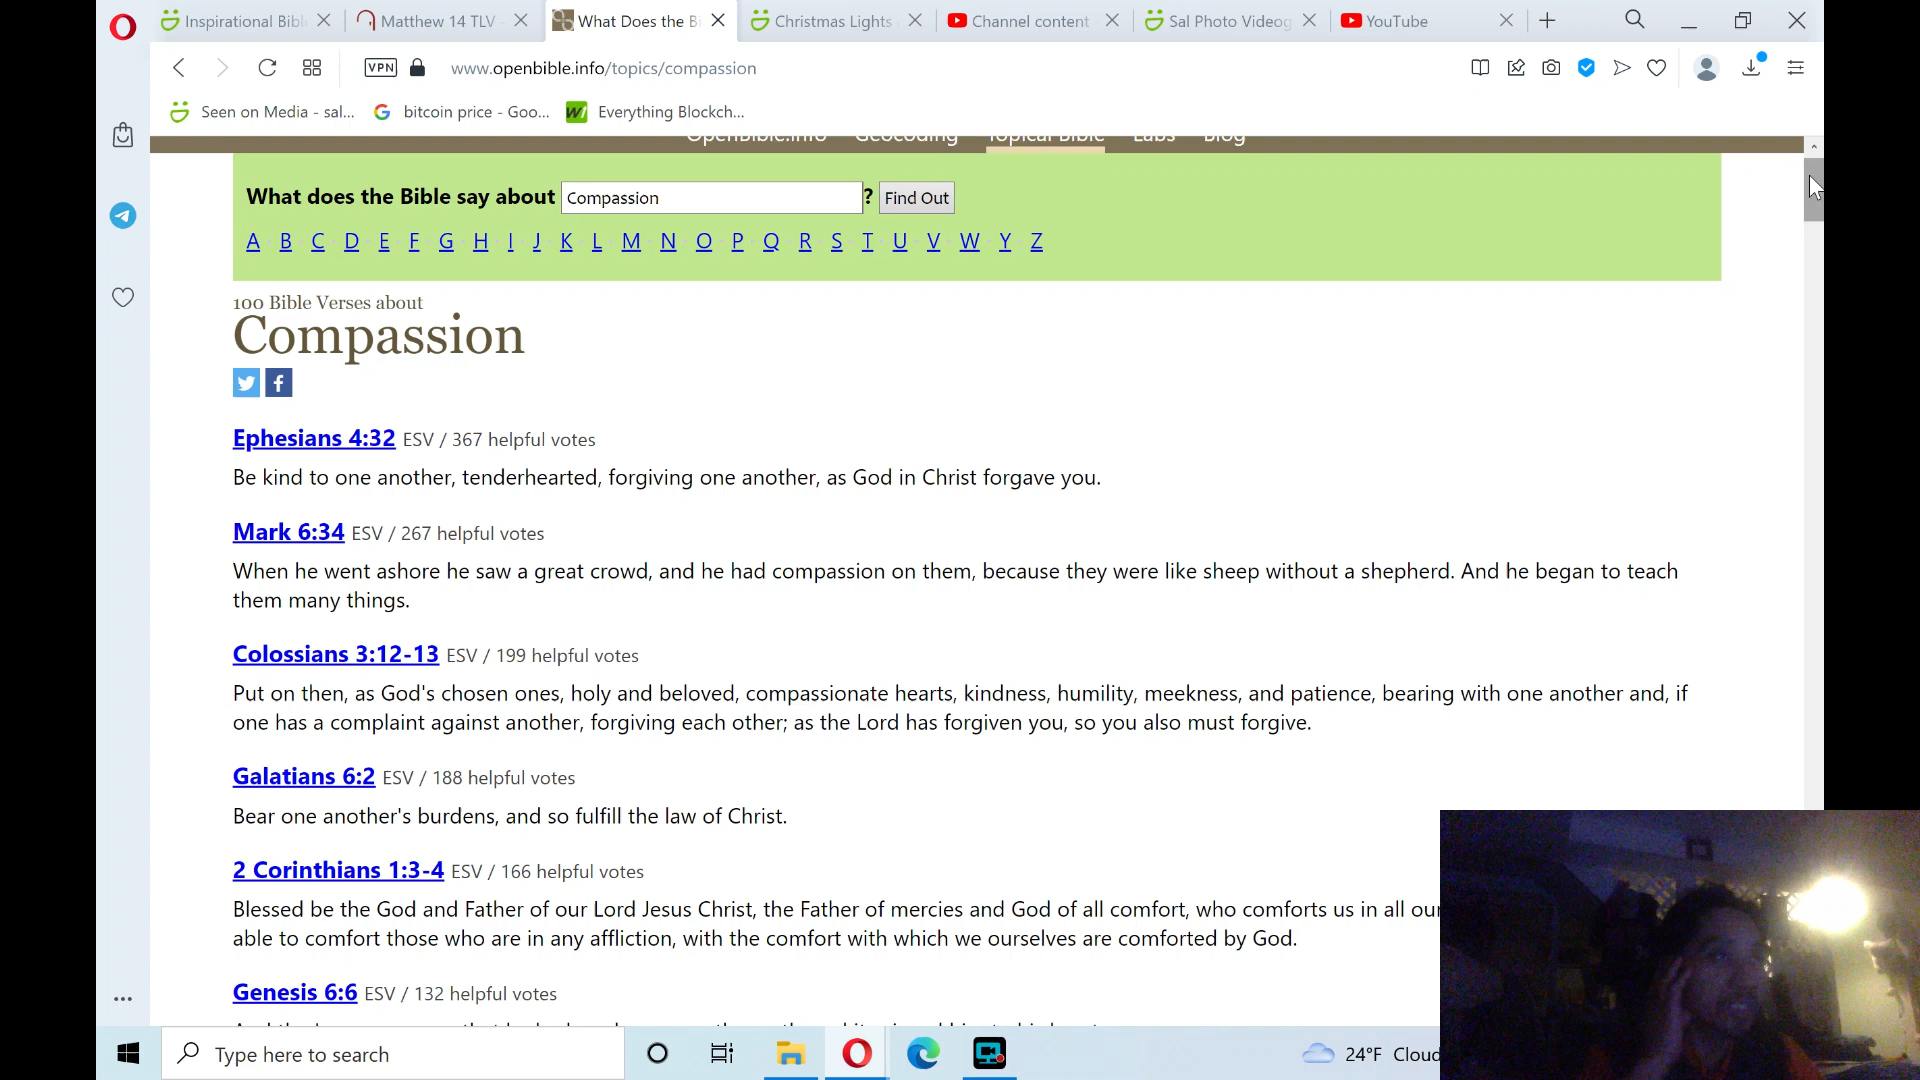 Inspirational Bibl
Matthew 14 TLV -
What Does the B
Christmas Lights
Channel content
Sal Photo Videog
YouTube
VPN
www.openbible.info/topics/compassion
Seen on Media - sal...
bitcoin price - Goo...
Everything Blockch...
OpenBible.info Geocoding Topical Bible Labs Blog
What does the Bible say about Compassion ? Find Out
A · B · C · D · E · F · G · H · I · J · K · L · M · N · O · P · Q · R · S · T · U · V · W · Y · Z
100 Bible Verses about
Compassion
Ephesians 4:32 ESV / 367 helpful votes
Be kind to one another, tenderhearted, forgiving one another, as God in Christ forgave you.
Mark 6:34 ESV / 267 helpful votes
When he went ashore he saw a great crowd, and he had compassion on them, because they were like sheep without a shepherd. And he began to teach
them many things.
Colossians 3:12-13 ESV / 199 helpful votes
Put on then, as God's chosen ones, holy and beloved, compassionate hearts, kindness, humility, meekness, and patience, bearing with one another and, if
one has a complaint against another, forgiving each other; as the Lord has forgiven you, so you also must forgive.
Galatians 6:2 ESV / 188 helpful votes
Bear one another's burdens, and so fulfill the law of Christ.
2 Corinthians 1:3-4 ESV / 166 helpful votes
Blessed be the God and Father of our Lord Jesus Christ, the Father of mercies and God of all comfort, who comforts us in all our
able to comfort those who are in any affliction, with the comfort with which we ourselves are comforted by God.
Genesis 6:6 ESV / 132 helpful votes
Type here to search
24°F Cloud